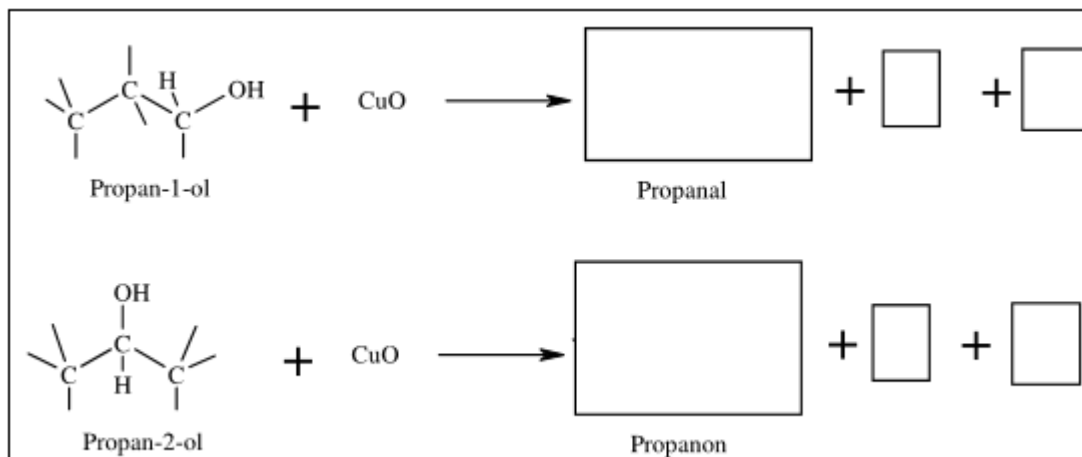 H
C C OH + CuO + +
C
Propan-1-ol Propanal
OH
C + CuO + +
C H C
Propan-2-ol Propanon